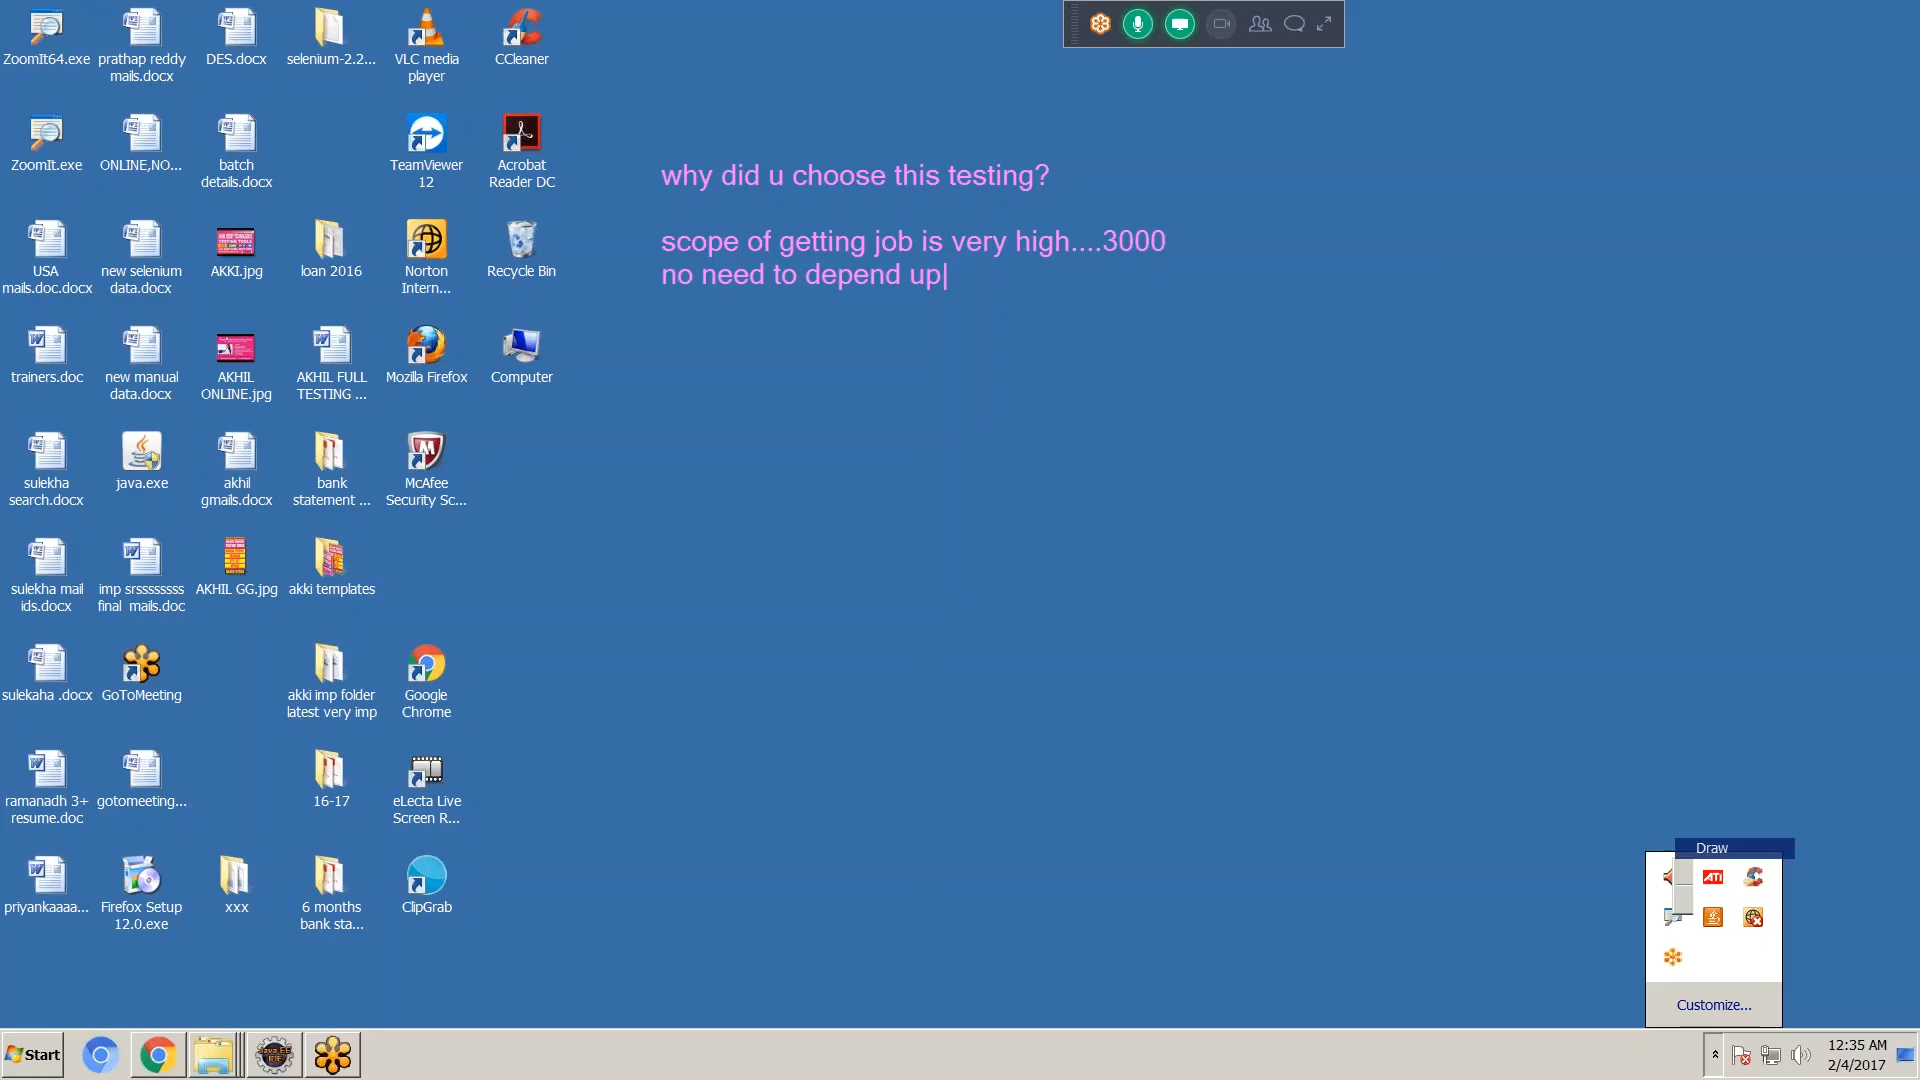 ZoomIt64.exe
prathap reddy
mails.docx
DES.docx
selenium-2.2...
VLC media
player
CCleaner
why did u choose this testing?
scope of getting job is very high....3000
no need to depend up
ZoomIt.exe
ONLINE,NO...
batch
details.docx
TeamViewer
12
Acrobat
Reader DC
USA
mails.doc.docx
new selenium
data.docx
AKKI.jpg
loan 2016
Norton
Intern...
Recycle Bin
trainers.doc
new manual
data.docx
AKHIL
ONLINE.jpg
AKHIL FULL
TESTING ...
Mozilla Firefox
Computer
sulekha
search.docx
java.exe
akhil
gmails.docx
bank
statement ...
McAfee
Security Sc...
sulekha mail
ids.docx
imp srsssssssss
final mails.doc
AKHIL GG.jpg
akki templates
sulekaha .docx
GoToMeeting
akki imp folder
latest very imp
Google
Chrome
ramanadh 3+
resume.doc
gotomeeting...
16-17
eLecta Live
Screen R...
priyankaaaa...
Firefox Setup
12.0.exe
xxx
6 months
bank sta...
ClipGrab
Draw
ATI
Customize...
Start
Java EE
IDE
12:35 AM
2/4/2017